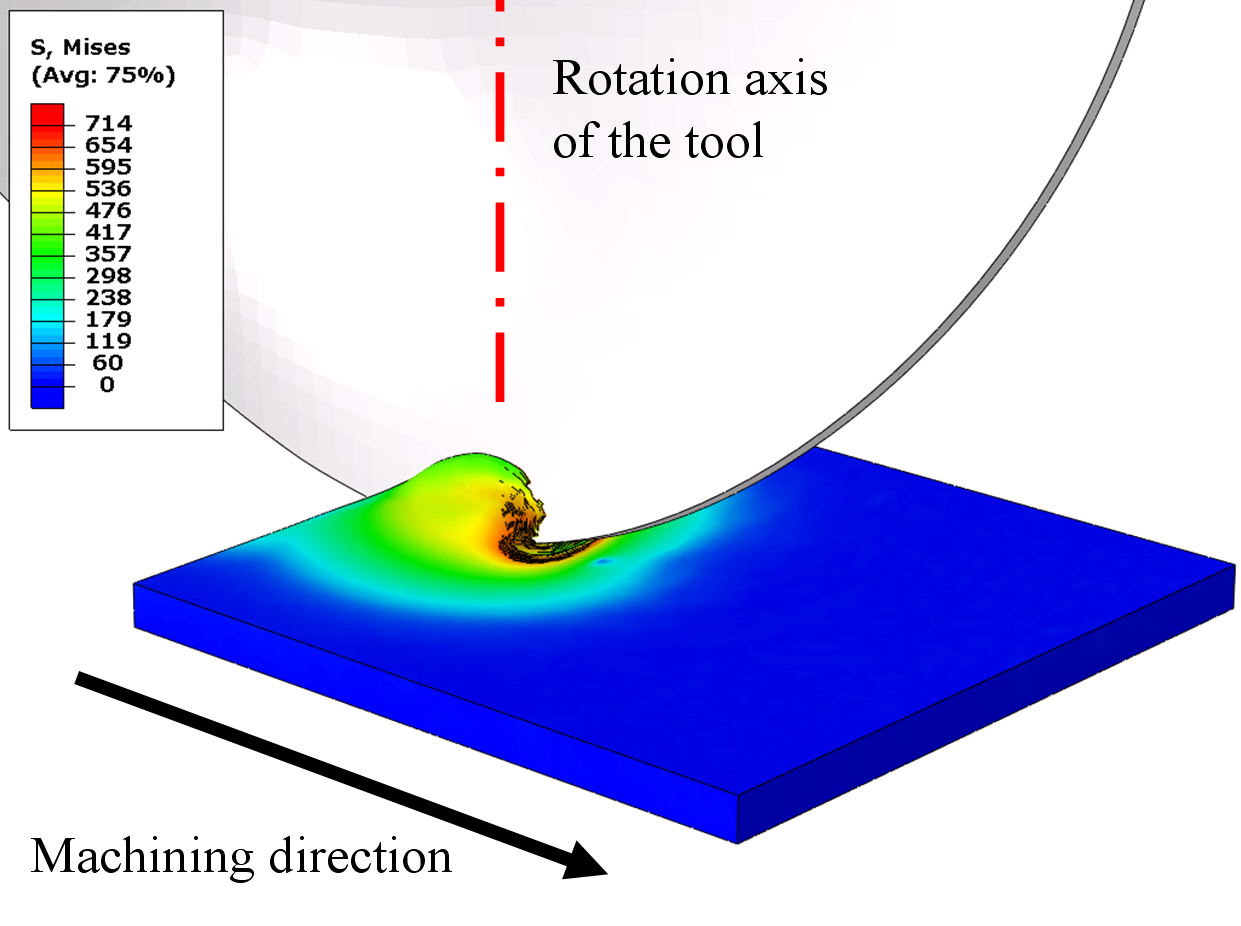 S, Mises
(Avg: 75%)
714
654
595
536
476
417
357
298
238
179
119
60
0
Rotation axis
of the tool
Machining direction